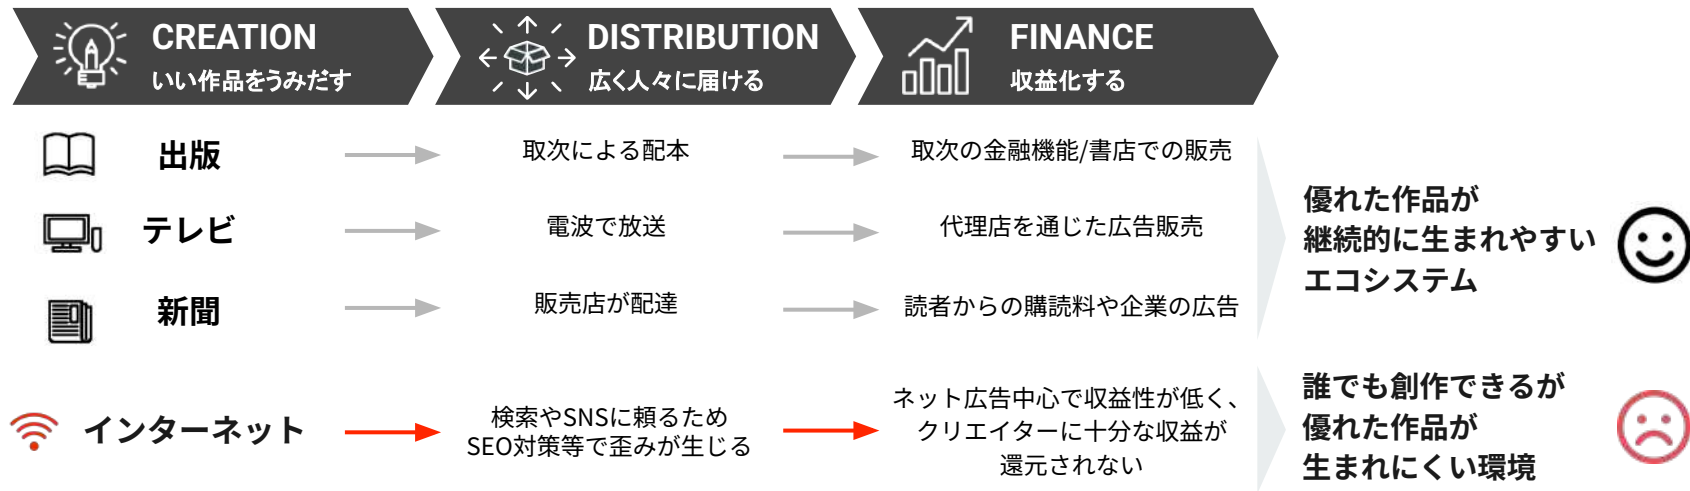 CREATION
いい作品をうみだす
DISTRIBUTION
広く人々に届ける
FINANCE
収益化する
出版
取次による配本
取次の金融機能/書店での販売
テレビ
電波で放送
代理店を通じた広告販売
新聞
販売店が配達
読者からの購読料や企業の広告
優れた作品が
継続的に生まれやすい
エコシステム
インターネット
検索やSNSに頼るため
SEO対策等で歪みが生じる
ネット広告中心で収益性が低く、
クリエイターに十分な収益が
還元されない
誰でも創作できるが
優れた作品が
生まれにくい環境